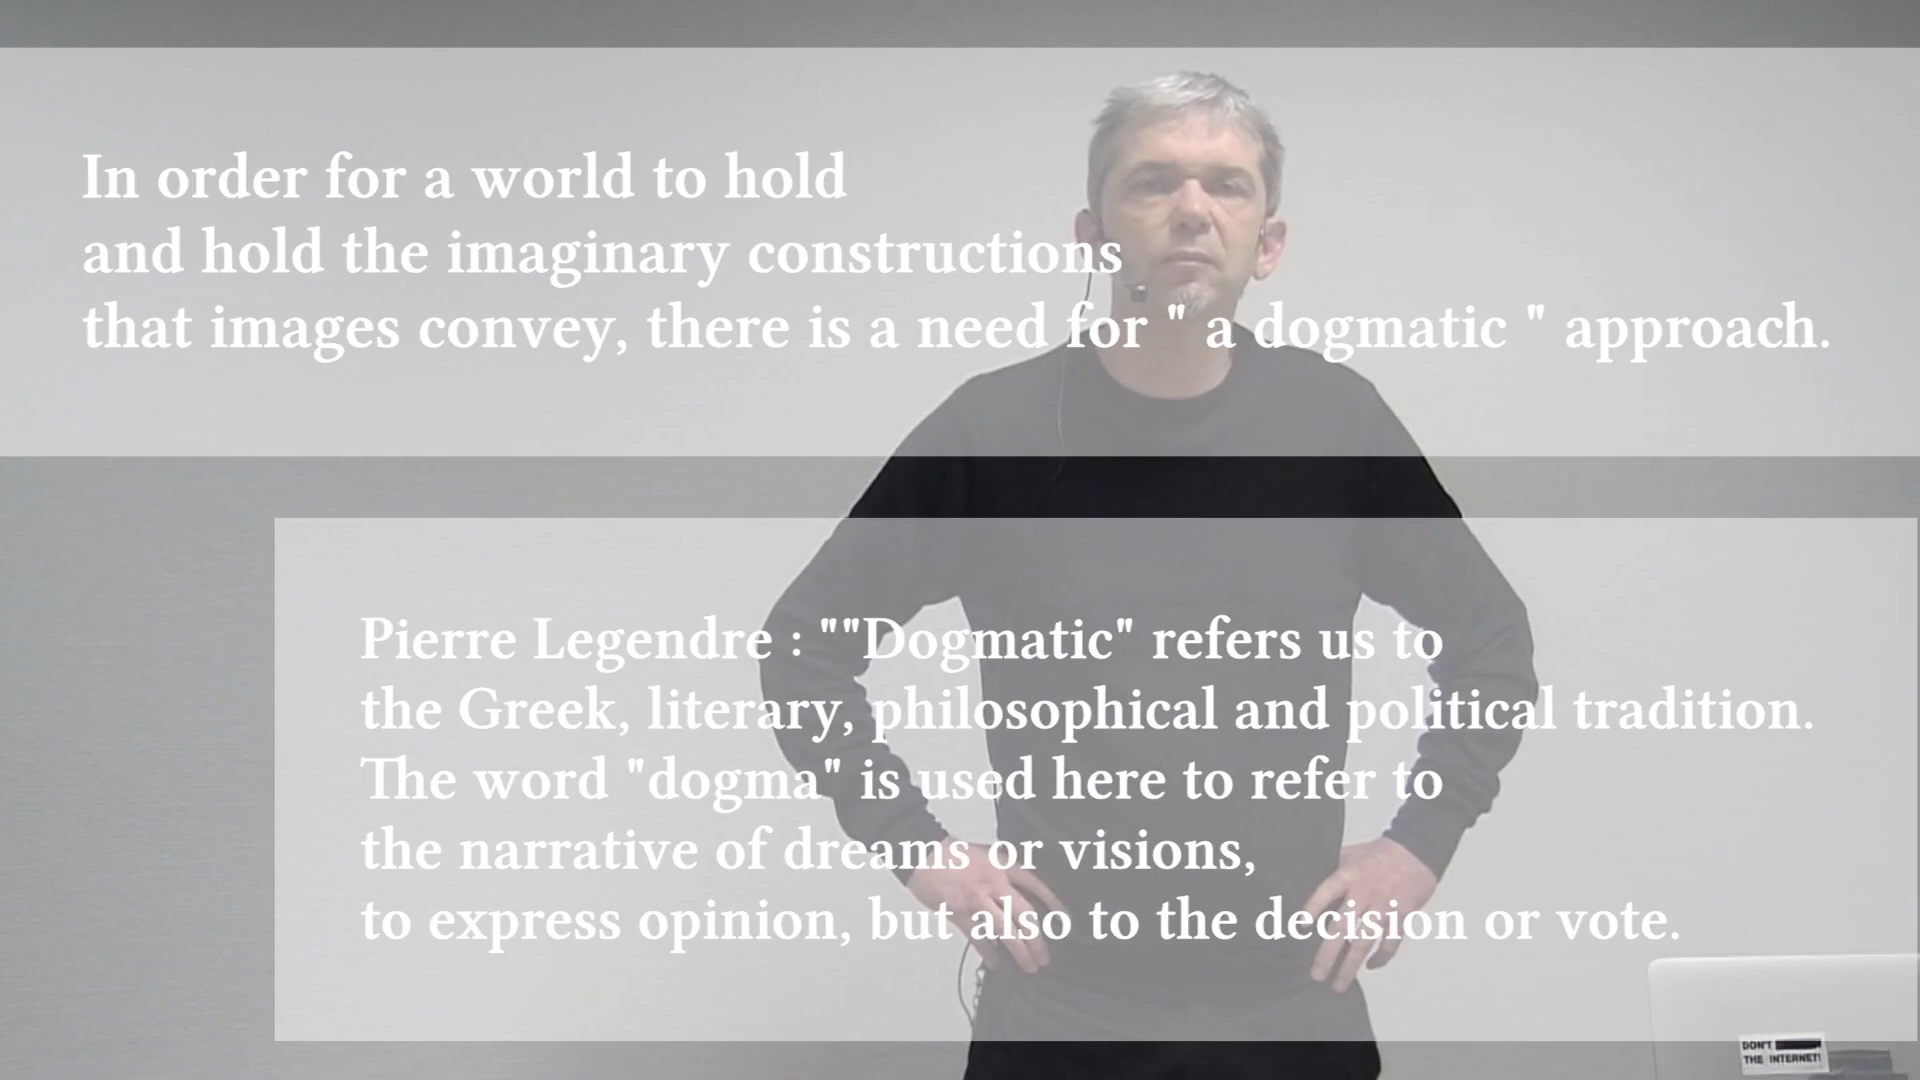 In order for a world to hold
and hold the imaginary constructions
that images convey, there is a need for " a dogmatic " approach.
Pierre Legendre : ""Dogmatic" refers us to
the Greek, literary, philosophical and political tradition.
The word "dogma" is used here to refer to
the narrative of dreams or visions,
to express opinion, but also to the decision or vote.
DON'T
THE INTERNET!